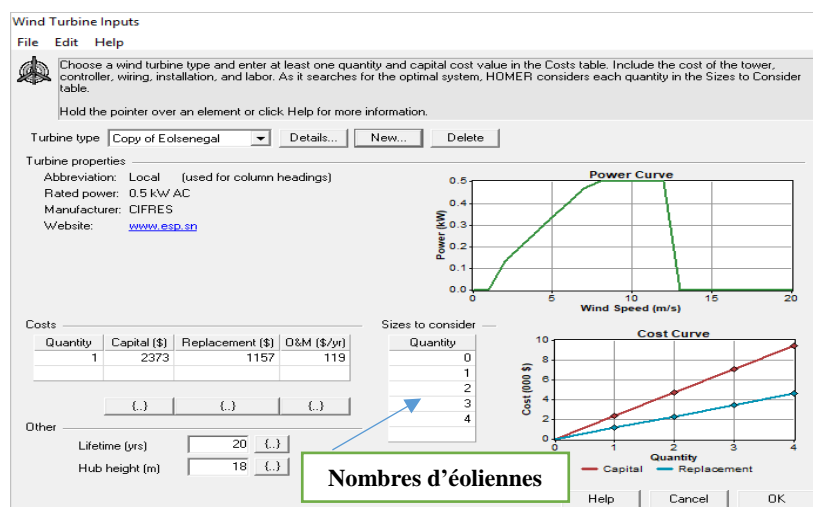 Wind Turbine Inputs
File Edit Help
Choose a wind turbine type and enter at least one quantity and capital cost value in the Costs table. Include the cost of the tower,
controller, wiring, installation, and labor. As it searches for the optimal system, HOMER considers each quantity in the Sizes to Consider
table.
Hold the pointer over an element or click Help for more information.
Turbine type Copy of Eolsenegal Details... New... Delete
Turbine properties
Abbreviation: Local (used for column headings)
Rated power: 0.5 kW AC
Manufacturer: CIFRES
Website: www.esp.sn
Power Curve
Power (kW)
0.5
0.4
0.3
0.2
0.1
0.0
0 5 10 15 20
Wind Speed (m/s)
Costs
Quantity Capital ($) Replacement ($) O&M ($/yr)
1 2373 1157 119
{..} {..} {..}
Sizes to consider
Quantity
0
1
2
3
4
Cost Curve
Cost (000 $)
10
8
6
4
2
0
0 1 2 3 4
Quantity
Capital Replacement
Other
Lifetime (yrs) 20 {..}
Hub height (m) 18 {..}
Nombres d'éoliennes
Help Cancel OK